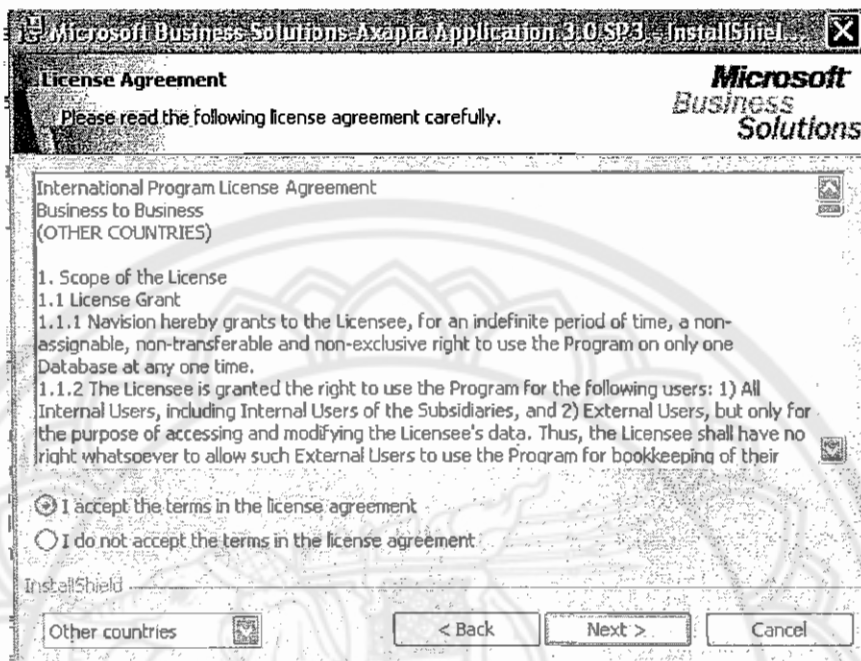 Microsoft Business Solutions-Axapta Application 3.0 SP3 - InstallShiel...
License Agreement
Please read the following license agreement carefully.
Microsoft
Business
Solutions
International Program License Agreement
Business to Business
(OTHER COUNTRIES)
1. Scope of the License
1.1 License Grant
1.1.1 Navision hereby grants to the Licensee, for an indefinite period of time, a non-
assignable, non-transferable and non-exclusive right to use the Program on only one
Database at any one time.
1.1.2 The Licensee is granted the right to use the Program for the following users: 1) All
Internal Users, including Internal Users of the Subsidiaries, and 2) External Users, but only for
the purpose of accessing and modifying the Licensee's data. Thus, the Licensee shall have no
right whatsoever to allow such External Users to use the Program for bookkeeping of their
I accept the terms in the license agreement
I do not accept the terms in the license agreement
InstallShield
Other countries
< Back
Next >
Cancel